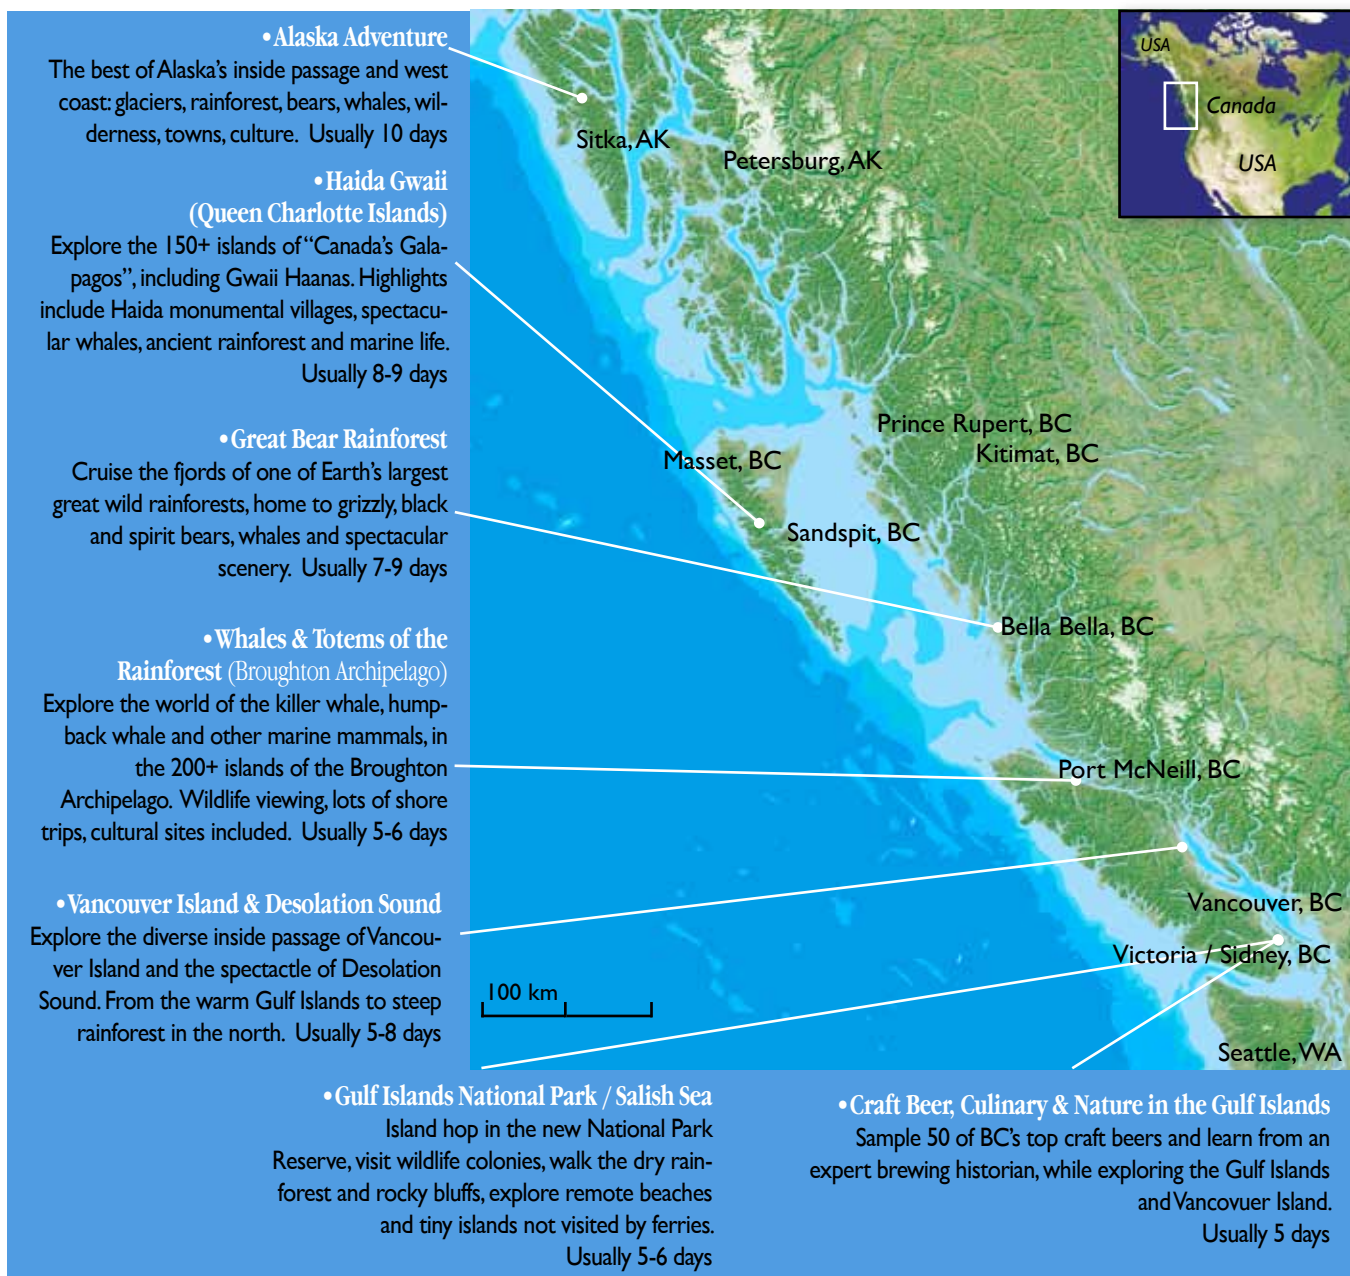 •Alaska Adventure
The best of Alaska's inside passage and west
coast: glaciers, rainforest, bears, whales, wil-
derness, towns, culture.  Usually 10 days
•Haida Gwaii
(Queen Charlotte Islands)
Explore the 150+ islands of “Canada's Gala-
pagos”, including Gwaii Haanas. Highlights
include Haida monumental villages, spectacu-
lar whales, ancient rainforest and marine life.
Usually 8-9 days
•Great Bear Rainforest
Cruise the fjords of one of Earth's largest
great wild rainforests, home to grizzly, black
and spirit bears, whales and spectacular
scenery.  Usually 7-9 days
•Whales & Totems of the
Rainforest (Broughton Archipelago)
Explore the world of the killer whale, hump-
back whale and other marine mammals, in
the 200+ islands of the Broughton
Archipelago.  Wildlife viewing, lots of shore
trips, cultural sites included.  Usually 5-6 days
•Vancouver Island & Desolation Sound
Explore the diverse inside passage of Vancou-
ver Island and the spectactle of Desolation
Sound. From the warm Gulf Islands to steep
rainforest in the north.  Usually 5-8 days
USA
Canada
USA
Sitka, AK
Petersburg, AK
Prince Rupert, BC
Kitimat, BC
Masset, BC
Sandspit, BC
Bella Bella, BC
Port McNeill, BC
Vancouver, BC
Victoria / Sidney, BC
100 km
Seattle, WA
•Gulf Islands National Park / Salish Sea
Island hop in the new National Park
Reserve, visit wildlife colonies, walk the dry rain-
forest and rocky bluffs, explore remote beaches
and tiny islands not visited by ferries.
Usually 5-6 days
•Craft Beer, Culinary & Nature in the Gulf Islands
Sample 50 of BC's top craft beers and learn from an
expert brewing historian, while exploring the Gulf Islands
and Vancovuer Island.
Usually 5 days